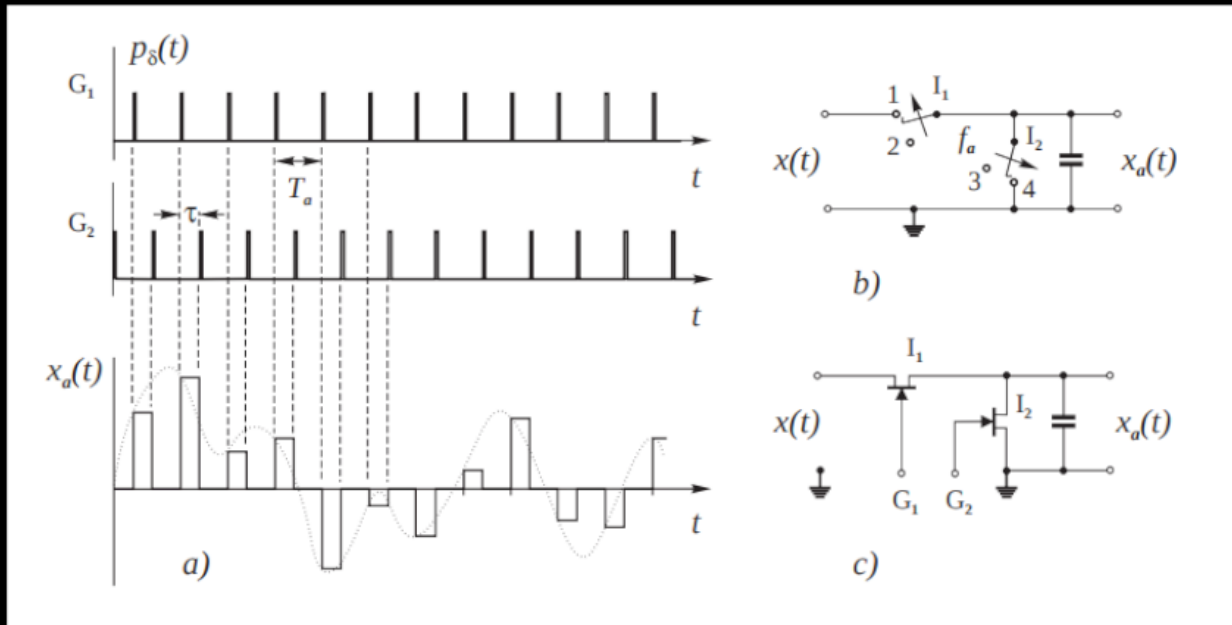 pδ(t)
G₁
t
Tₐ
G₂
τ
t
xₐ(t)
t
a)
1
I₁
2
x(t)
fₐ
I₂
3
4
xₐ(t)
b)
I₁
I₂
x(t)
xₐ(t)
G₁
G₂
c)